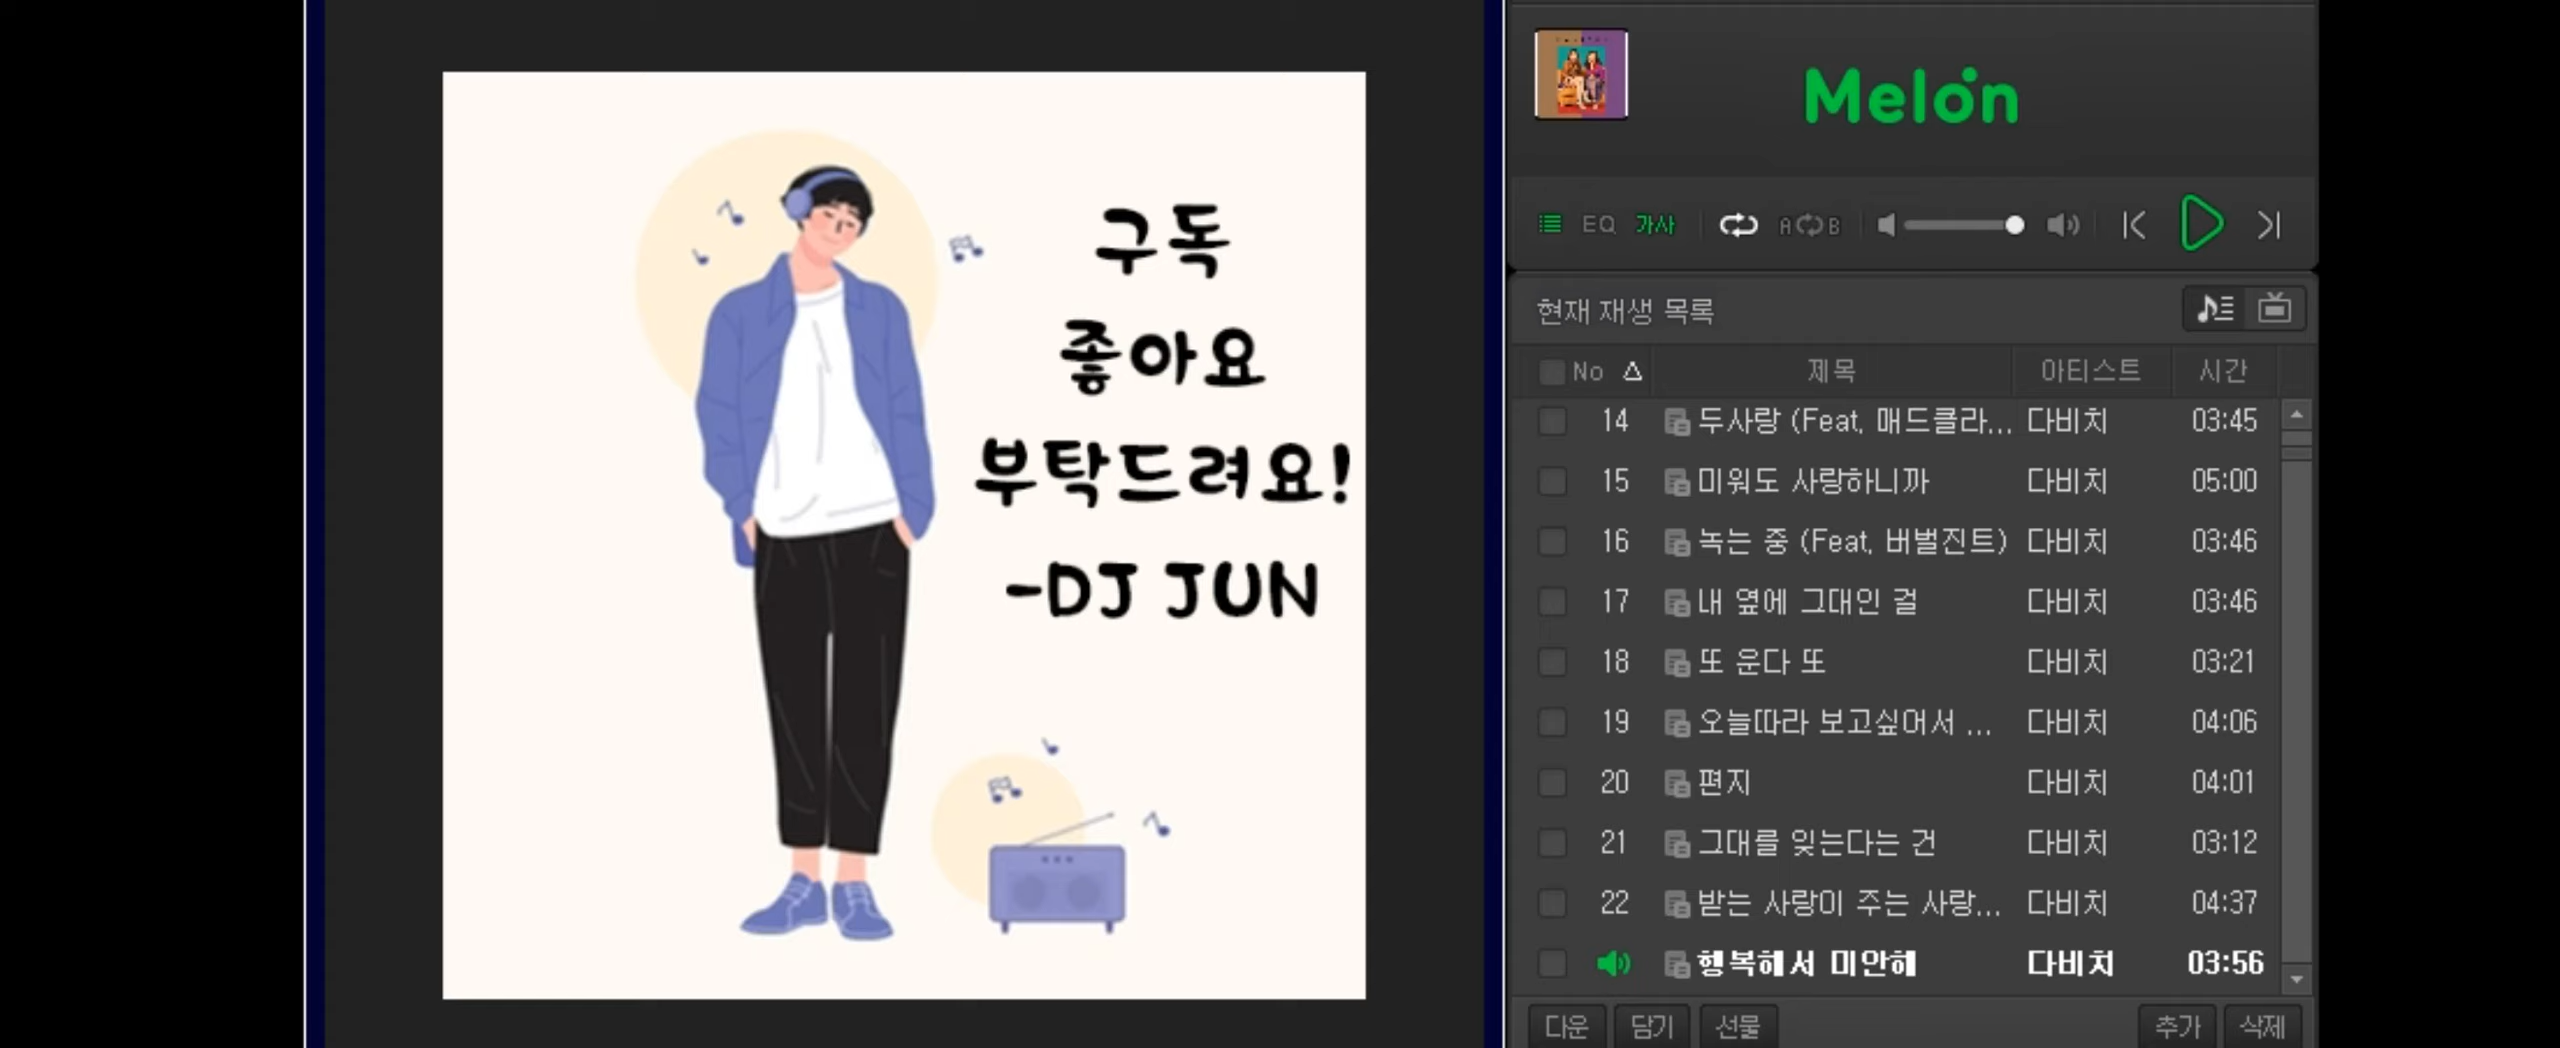 구독
좋아요
부탁드려요!
-DJ JUN
Melon
EQ 가사 A B
현재 재생 목록
No 제목 아티스트 시간
14 두사랑 (Feat. 매드클라... 다비치 03:45
15 미워도 사랑하니까 다비치 05:00
16 녹는 중 (Feat. 버벌진트) 다비치 03:46
17 내 옆에 그대인 걸 다비치 03:46
18 또 운다 또 다비치 03:21
19 오늘따라 보고싶어서 ... 다비치 04:06
20 편지 다비치 04:01
21 그대를 잊는다는 건 다비치 03:12
22 받는 사랑이 주는 사랑... 다비치 04:37
행복해서 미안해 다비치 03:56
다운 담기 선물 추가 삭제